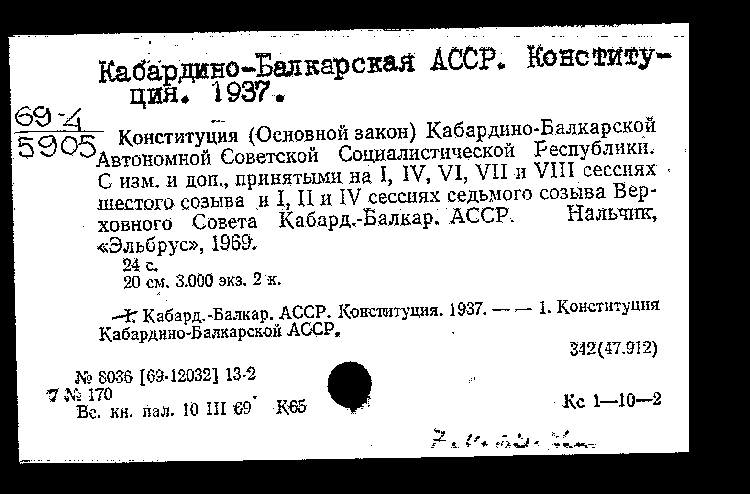 Кабардино-Балкарская АССР. Конститу-
ция. 1937.
69-4
5905
Конституция (Основной закон) Кабардино-Балкарской
Автономной Советской Социалистической Республики.
С изм. и доп., принятыми на I, IV, VI, VII и VIII сессиях
шестого созыва и I, II и IV сессиях седьмого созыва Вер-
ховного Совета Кабард.-Балкар. АССР. Нальчик,
«Эльбрус», 1969.
24 с.
20 см. 3.000 экз. 2 к.
1. Кабард.-Балкар. АССР. Конституция. 1937. — — 1. Конституция
Кабардино-Балкарской АССР.
342(47.912)
№ 8036 [69-12032] 13-2
7 № 170
Вс. кн. пал. 10 III 69 К65
Кс 1—10—2